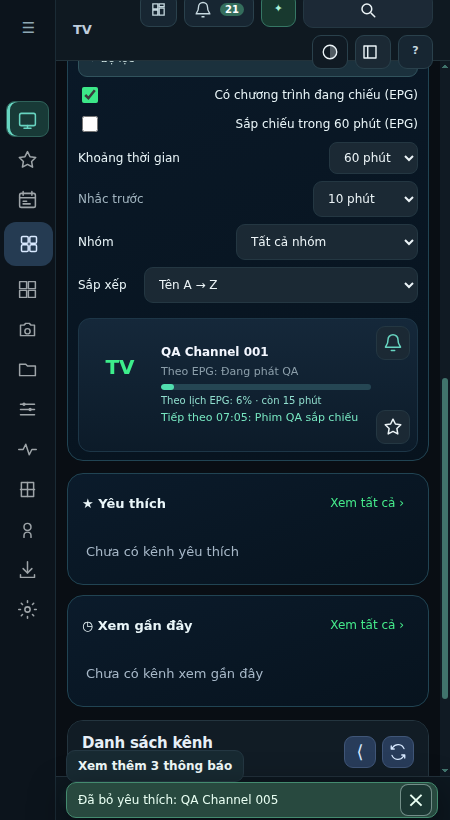 ☰
TV
21
?
Có chương trình đang chiếu (EPG)
Sắp chiếu trong 60 phút (EPG)
Khoảng thời gian
60 phút
Nhắc trước
10 phút
Nhóm
Tất cả nhóm
Sắp xếp
Tên A → Z
TV
QA Channel 001
Theo EPG: Đang phát QA
Theo lịch EPG: 6% · còn 15 phút
Tiếp theo 07:05: Phim QA sắp chiếu
★ Yêu thích
Xem tất cả ›
Chưa có kênh yêu thích
◷ Xem gần đây
Xem tất cả ›
Chưa có kênh xem gần đây
Danh sách kênh
Xem thêm 3 thông báo
Đã bỏ yêu thích: QA Channel 005